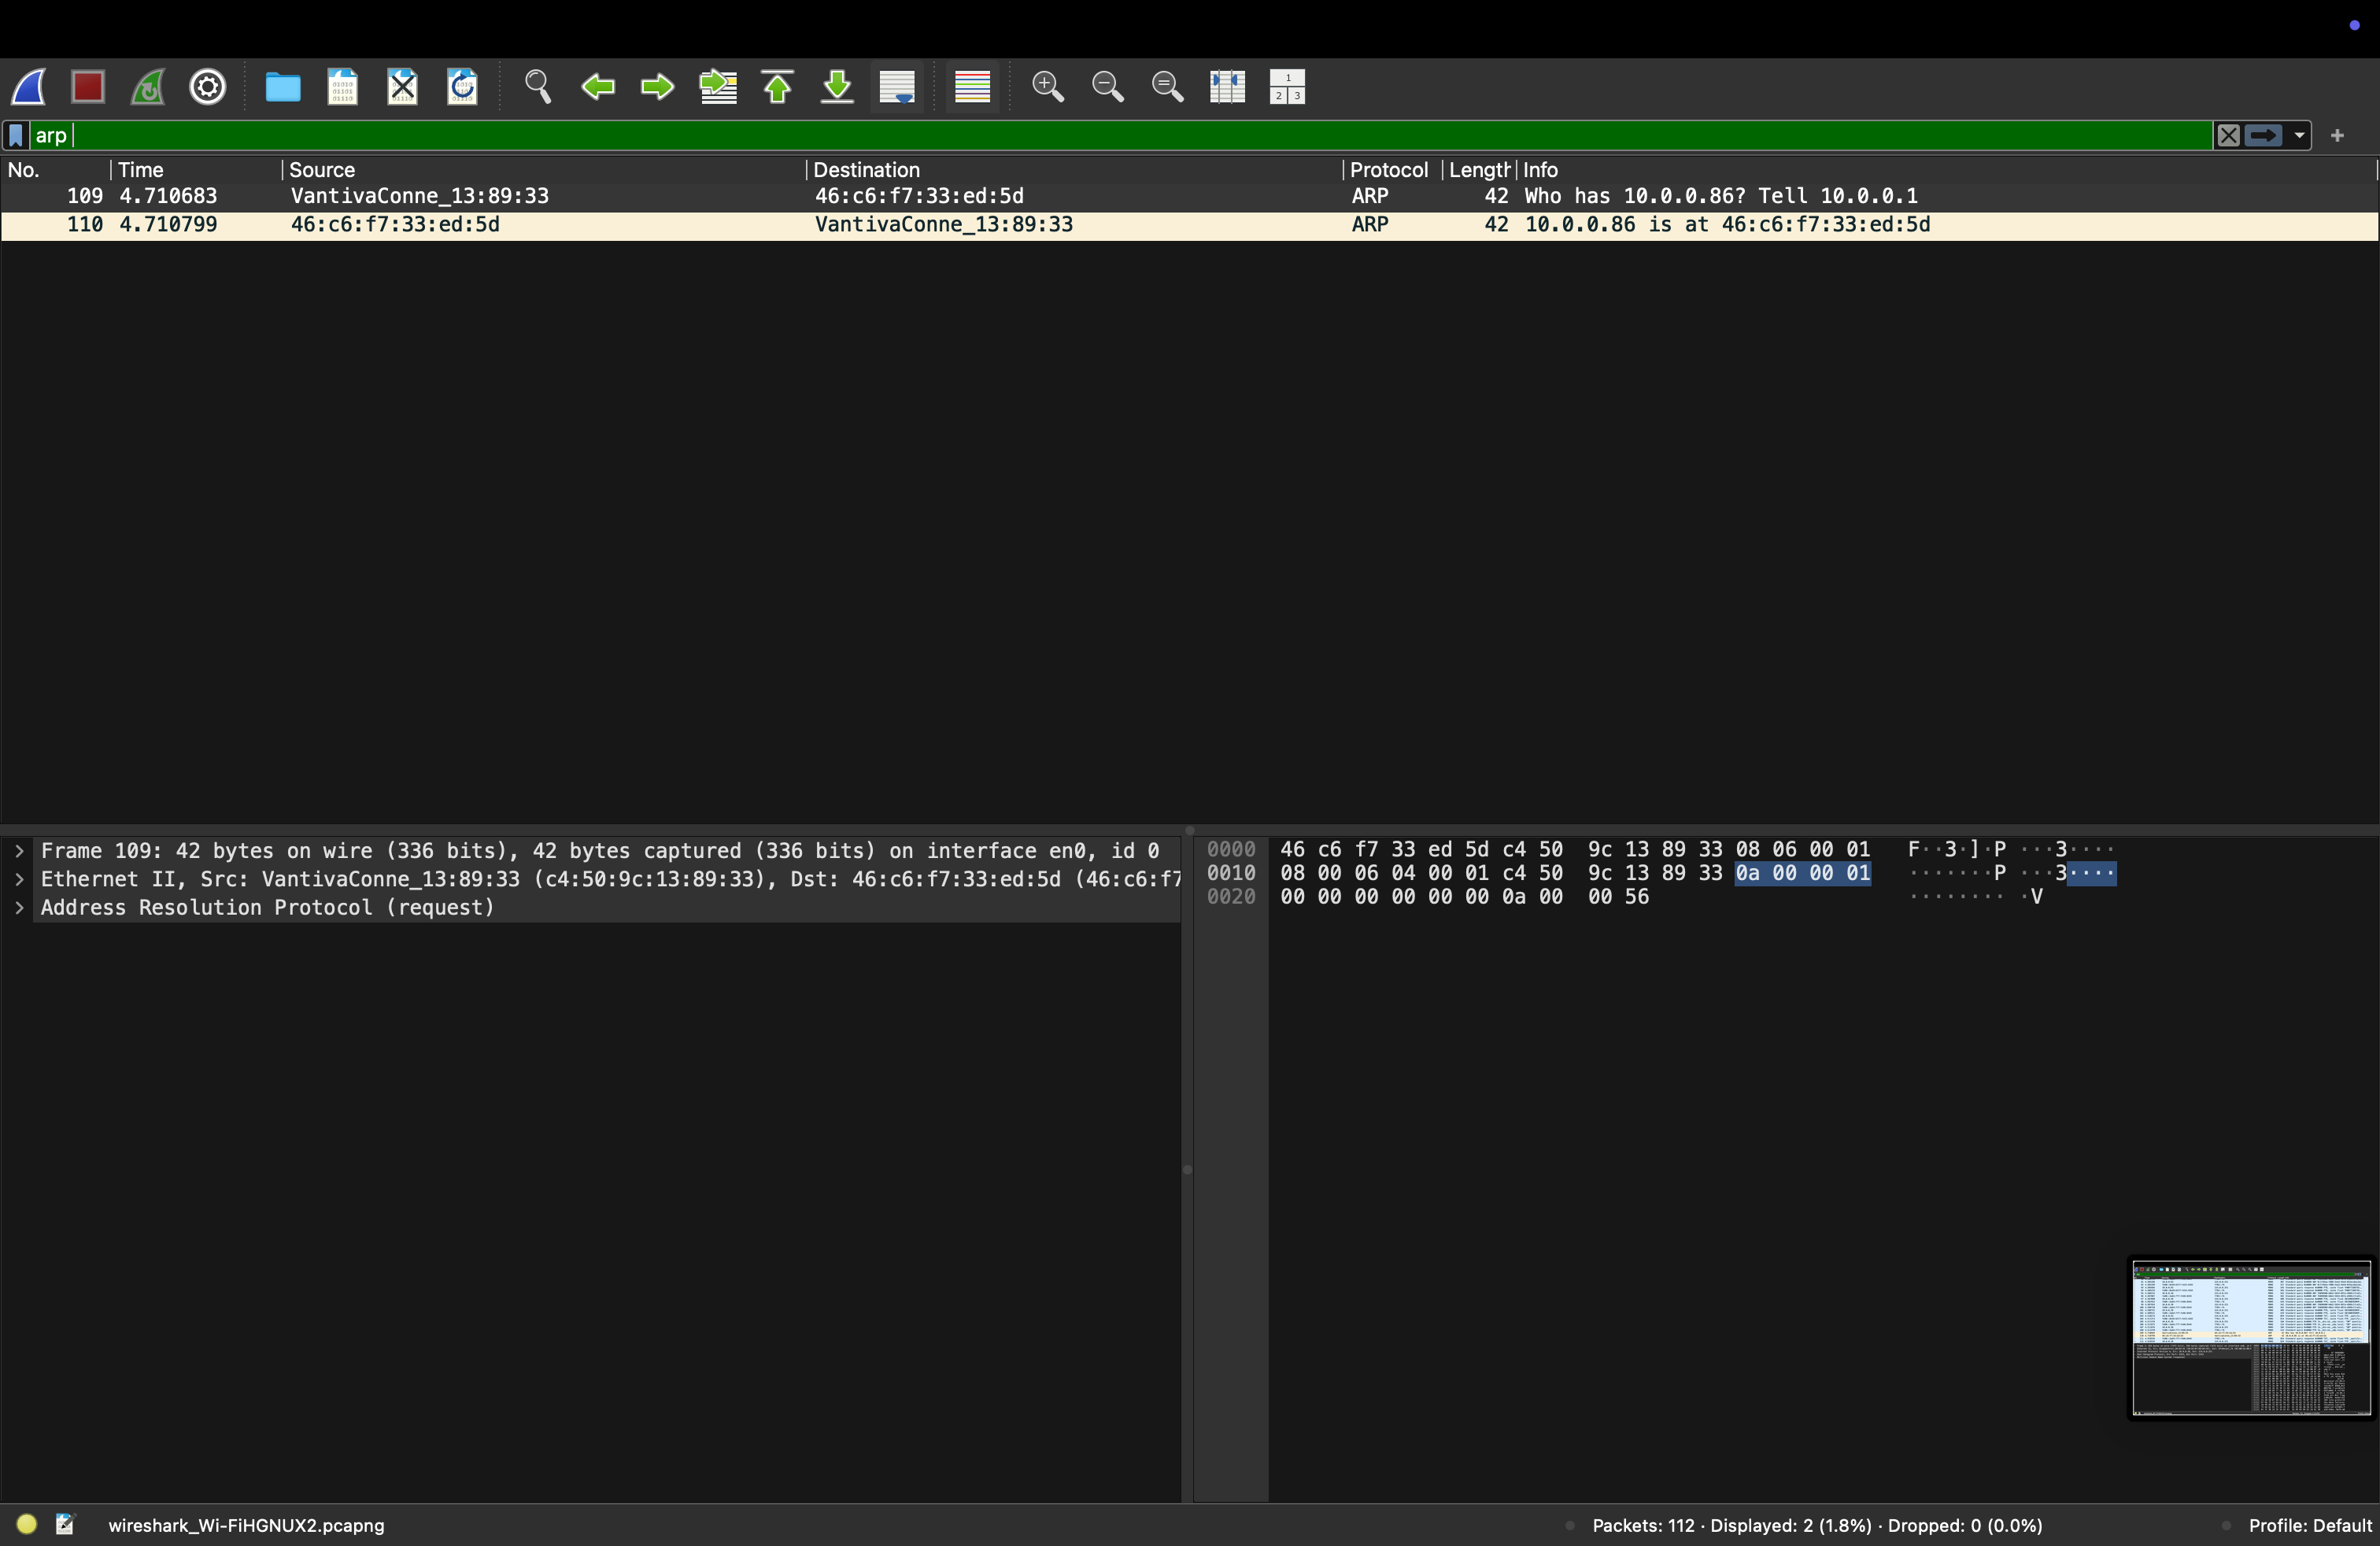 arp
No. Time Source Destination Protocol Length Info
109 4.710683 VantivaConne_13:89:33 46:c6:f7:33:ed:5d ARP 42 Who has 10.0.0.86? Tell 10.0.0.1
110 4.710799 46:c6:f7:33:ed:5d VantivaConne_13:89:33 ARP 42 10.0.0.86 is at 46:c6:f7:33:ed:5d
Frame 109: 42 bytes on wire (336 bits), 42 bytes captured (336 bits) on interface en0, id 0
Ethernet II, Src: VantivaConne_13:89:33 (c4:50:9c:13:89:33), Dst: 46:c6:f7:33:ed:5d (46:c6:f7
Address Resolution Protocol (request)
0000 46 c6 f7 33 ed 5d c4 50 9c 13 89 33 08 06 00 01 F··3·]·P ···3····
0010 08 00 06 04 00 01 c4 50 9c 13 89 33 0a 00 00 01 ·······P ···3····
0020 00 00 00 00 00 00 0a 00 00 56 ········ ·V
wireshark_Wi-FiHGNUX2.pcapng
Packets: 112 · Displayed: 2 (1.8%) · Dropped: 0 (0.0%)
Profile: Default